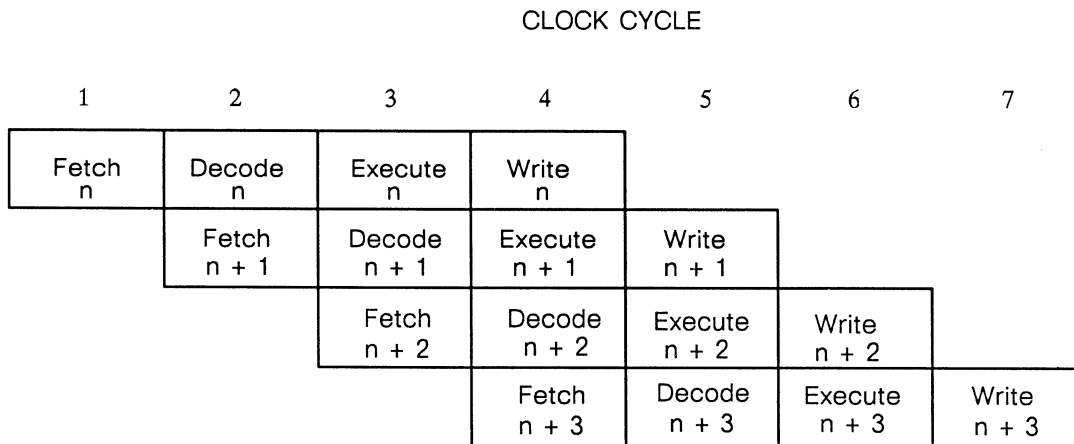 CLOCK CYCLE
1 2 3 4 5 6 7
Fetch Decode Execute Write
n n n n
Fetch Decode Execute Write
n + 1 n + 1 n + 1 n + 1
Fetch Decode Execute Write
n + 2 n + 2 n + 2 n + 2
Fetch Decode Execute Write
n + 3 n + 3 n + 3 n + 3